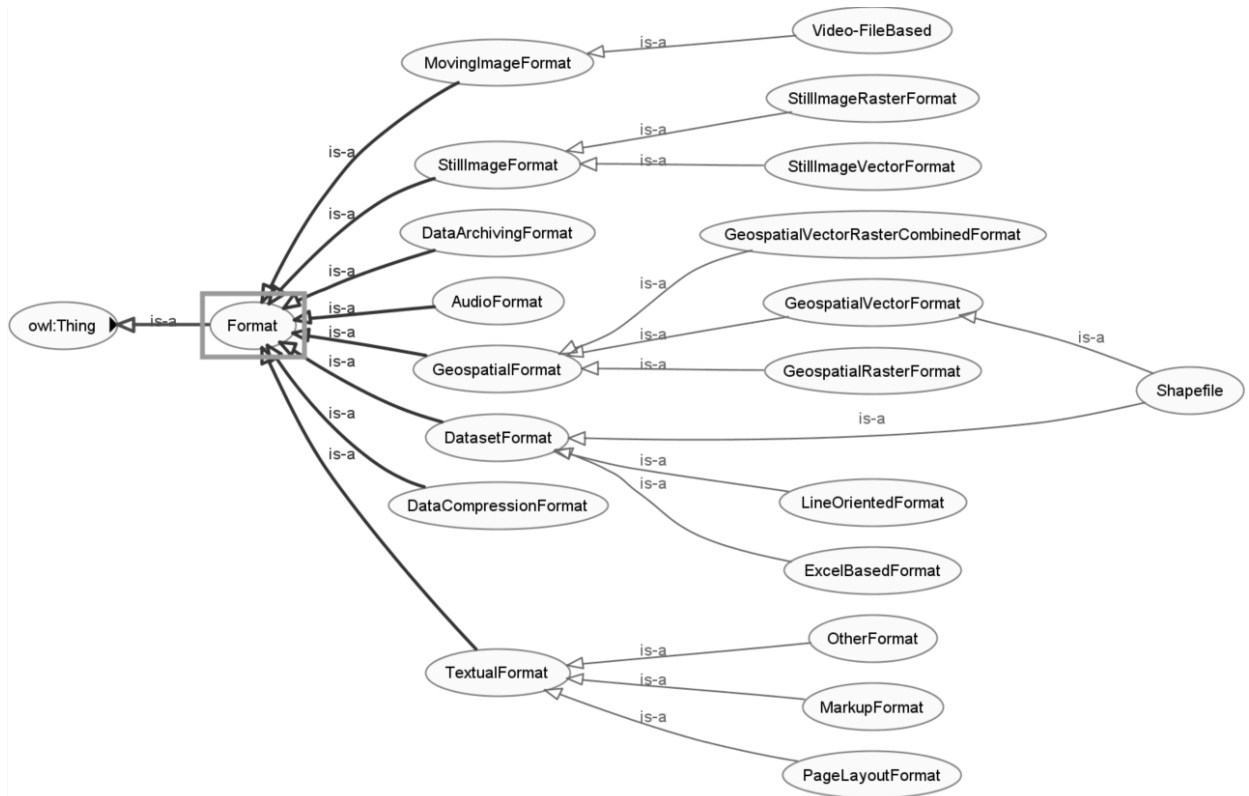 Video-FileBased
is-a
MovingImageFormat
StillImageRasterFormat
is-a
is-a
StillImageFormat
is-a
StillImageVectorFormat
is-a
DataArchivingFormat
GeospatialVectorRasterCombinedFormat
is-a
is-a
AudioFormat
GeospatialVectorFormat
is-a
owl:Thing
is-a
Format
is-a
is-a
is-a
GeospatialFormat
is-a
GeospatialRasterFormat
is-a
Shapefile
is-a
is-a
DatasetFormat
is-a
is-a
is-a
is-a
DataCompressionFormat
LineOrientedFormat
ExcelBasedFormat
OtherFormat
is-a
TextualFormat
is-a
MarkupFormat
is-a
PageLayoutFormat